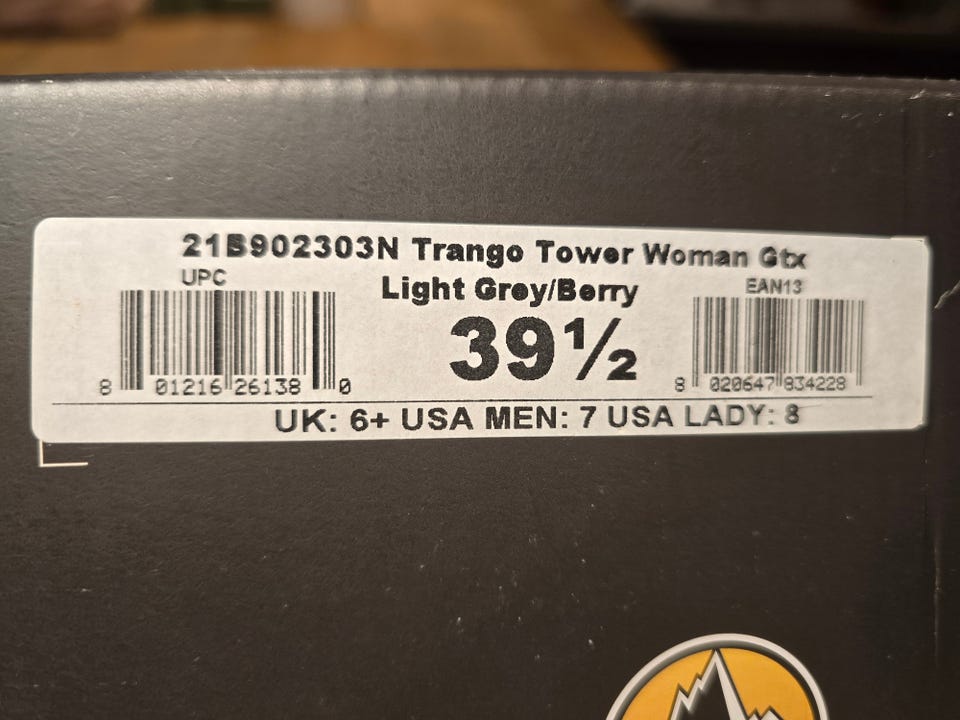 21B902303N Trango Tower Woman Gtx
UPC
Light Grey/Berry
EAN13
39½
8 01216 26138 0
8 020647 834228
UK: 6+ USA MEN: 7 USA LADY: 8